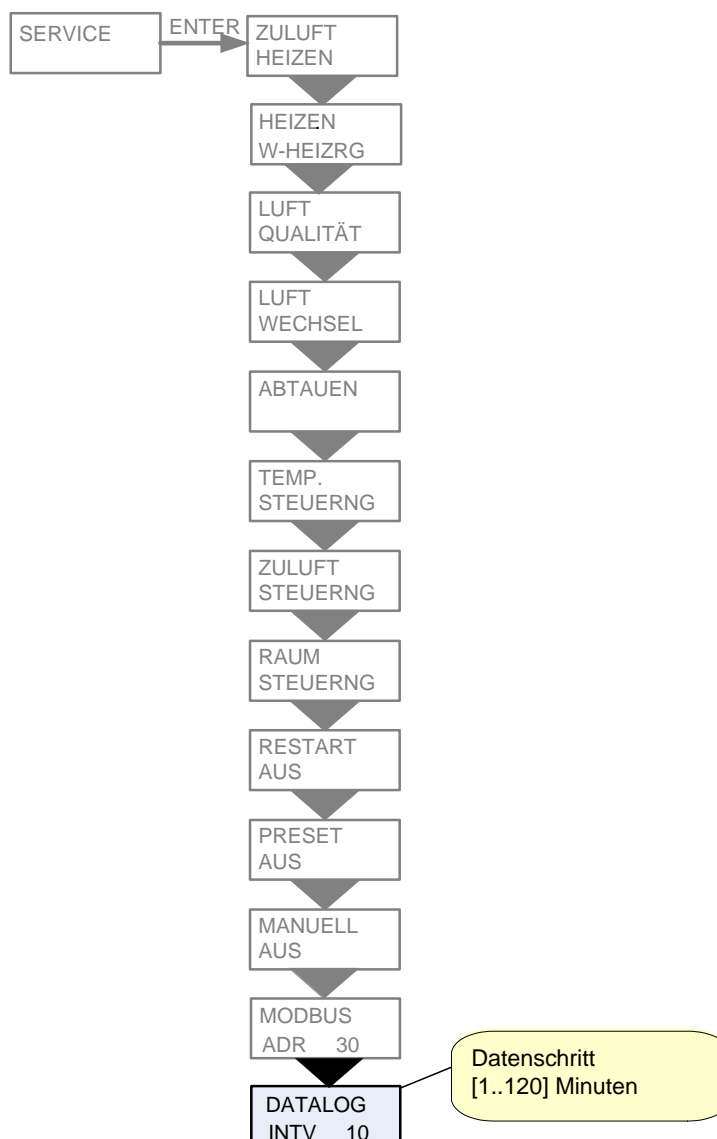 SERVICE
ENTER
ZULUFT
HEIZEN
HEIZEN
W-HEIZRG
LUFT
QUALITÄT
LUFT
WECHSEL
ABTAUEN
TEMP.
STEUERNG
ZULUFT
STEUERNG
RAUM
STEUERNG
RESTART
AUS
PRESET
AUS
MANUELL
AUS
MODBUS
ADR 30
Datenschritt
[1..120] Minuten
DATALOG
INTV 10